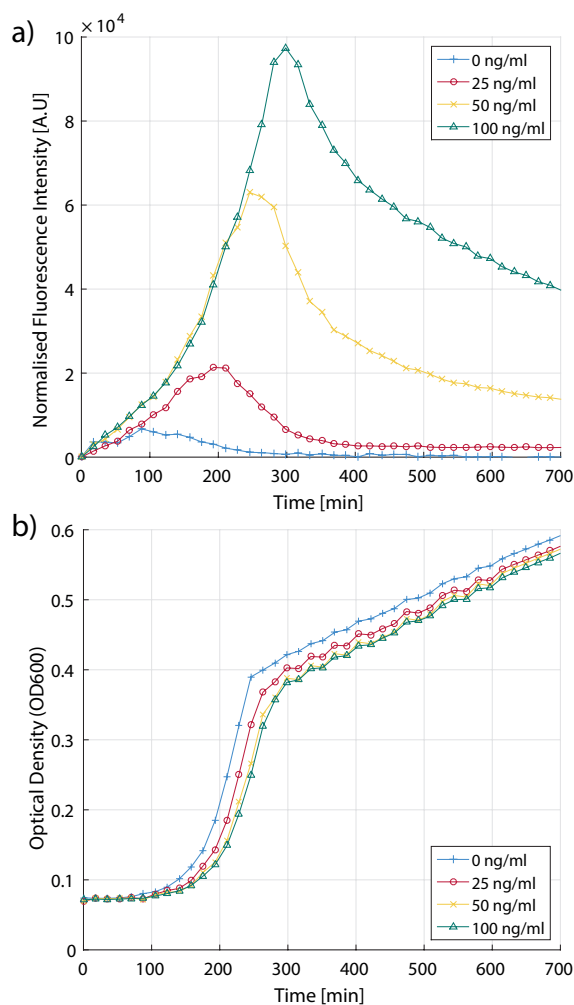 a)
×10⁴
10
8
6
4
2
0
0 100 200 300 400 500 600 700
Normalised Fluorescence Intensity [A.U]
Time [min]
0 ng/ml
25 ng/ml
50 ng/ml
100 ng/ml
b)
0.6
0.5
0.4
0.3
0.2
0.1
0
0 100 200 300 400 500 600 700
Optical Density (OD600)
Time [min]
0 ng/ml
25 ng/ml
50 ng/ml
100 ng/ml